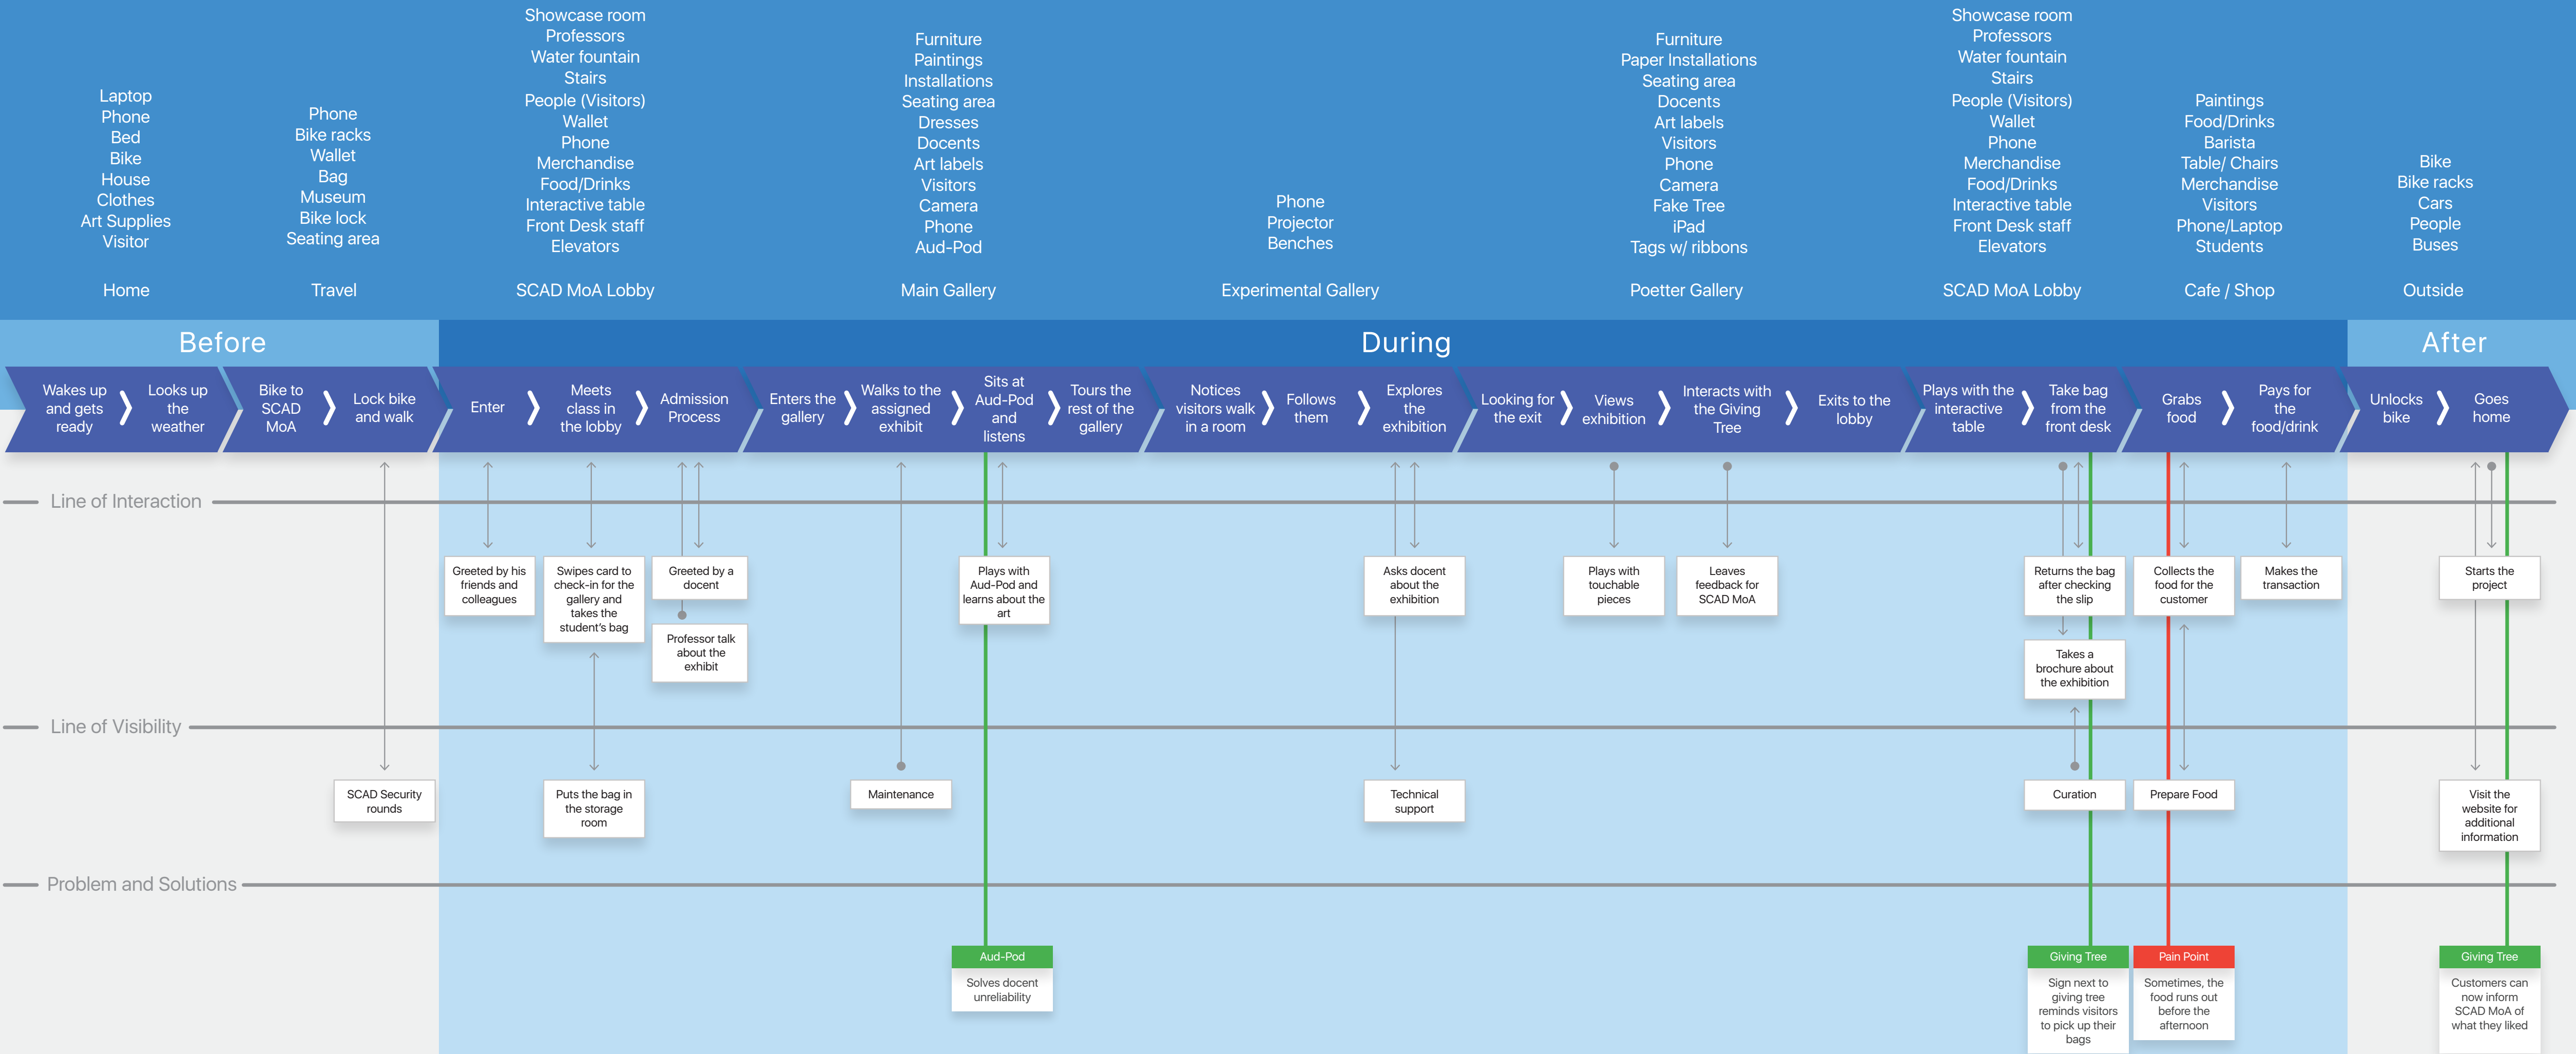 Laptop
Phone
Bed
Bike
House
Clothes
Art Supplies
Visitor
Home
Phone
Bike racks
Wallet
Bag
Museum
Bike lock
Seating area
Travel
Showcase room
Professors
Water fountain
Stairs
People (Visitors)
Wallet
Phone
Merchandise
Food/Drinks
Interactive table
Front Desk staff
Elevators
SCAD MoA Lobby
Furniture
Paintings
Installations
Seating area
Dresses
Docents
Art labels
Visitors
Camera
Phone
Aud-Pod
Main Gallery
Phone
Projector
Benches
Experimental Gallery
Furniture
Paper Installations
Seating area
Docents
Art labels
Visitors
Phone
Camera
Fake Tree
iPad
Tags w/ ribbons
Poetter Gallery
Showcase room
Professors
Water fountain
Stairs
People (Visitors)
Wallet
Phone
Merchandise
Food/Drinks
Interactive table
Front Desk staff
Elevators
SCAD MoA Lobby
Paintings
Food/Drinks
Barista
Table/ Chairs
Merchandise
Visitors
Phone/Laptop
Students
Cafe / Shop
Bike
Bike racks
Cars
People
Buses
Outside
Before
During
After
Wakes up
and gets
ready
Looks up
the
weather
Bike to
SCAD
MoA
Lock bike
and walk
Enter
Meets
class in
the lobby
Admission
Process
Enters the
gallery
Walks to the
assigned
exhibit
Sits at
Aud-Pod
and
listens
Tours the
rest of the
gallery
Notices
visitors walk
in a room
Follows
them
Explores
the
exhibition
Looking for
the exit
Views
exhibition
Interacts with
the Giving
Tree
Exits to the
lobby
Plays with the
interactive
table
Take bag
from the
front desk
Grabs
food
Pays for
the
food/drink
Unlocks
bike
Goes
home
Line of Interaction
Greeted by his
friends and
colleagues
Swipes card to
check-in for the
gallery and
takes the
student's bag
Greeted by a
docent
Professor talk
about the
exhibit
Plays with
Aud-Pod and
learns about the
art
Asks docent
about the
exhibition
Plays with
touchable
pieces
Leaves
feedback for
SCAD MoA
Returns the bag
after checking
the slip
Takes a
brochure about
the exhibition
Collects the
food for the
customer
Makes the
transaction
Starts the
project
Line of Visibility
SCAD Security
rounds
Puts the bag in
the storage
room
Maintenance
Technical
support
Curation
Prepare Food
Visit the
website for
additional
information
Problem and Solutions
Aud-Pod
Solves docent
unreliability
Giving Tree
Sign next to
giving tree
reminds visitors
to pick up their
bags
Pain Point
Sometimes, the
food runs out
before the
afternoon
Giving Tree
Customers can
now inform
SCAD MoA of
what they liked